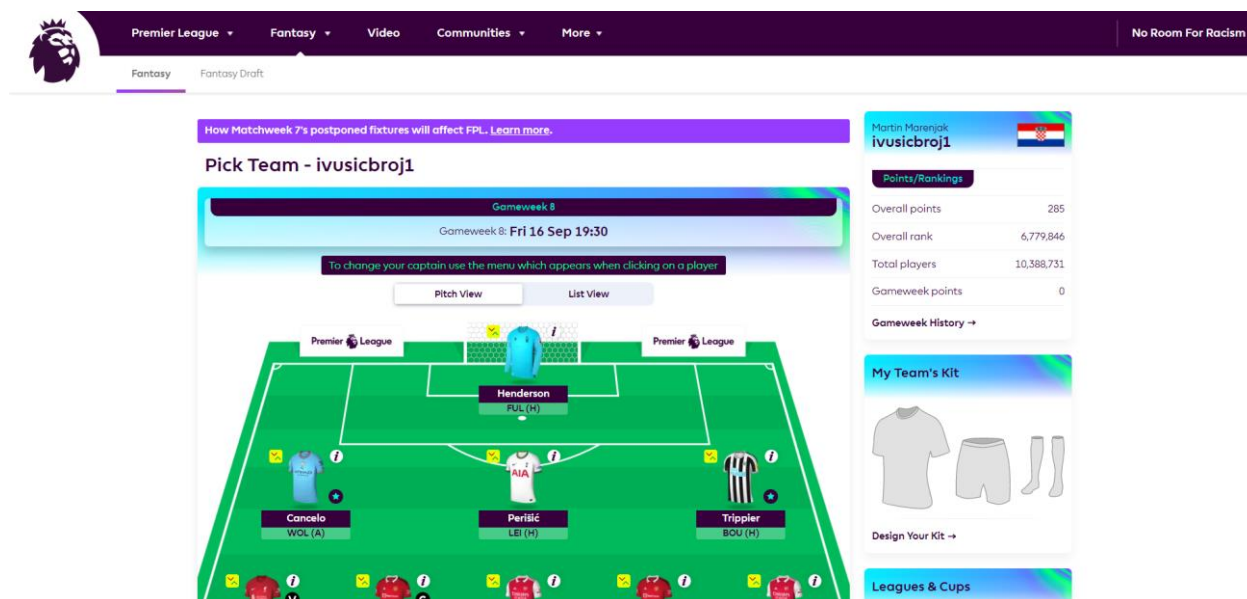 Premier League Fantasy Video Communities More No Room For Racism
Fantasy Fantasy Draft
How Matchweek 7's postponed fixtures will affect FPL. Learn more.
Pick Team - ivusicbroj1
Gameweek 8
Gameweek 8: Fri 16 Sep 19:30
To change your captain use the menu which appears when clicking on a player
Pitch View List View
Premier League
Premier League
Henderson
FUL (H)
AIA
Cancelo
WOL (A)
Perišić
LEI (H)
Trippier
BOU (H)
V
C
Martin Marenjak
ivusicbroj1
Points/Rankings
Overall points 285
Overall rank 6,779,846
Total players 10,388,731
Gameweek points 0
Gameweek History →
My Team's Kit
Design Your Kit →
Leagues & Cups